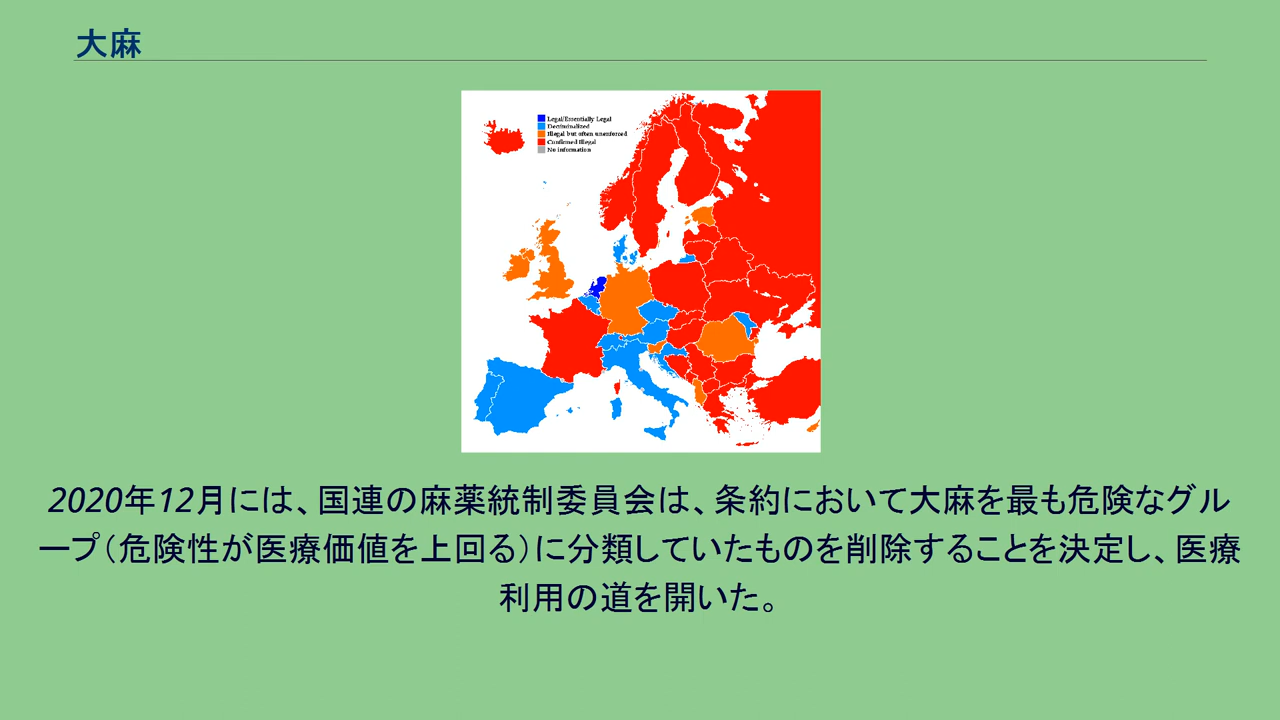 大麻
Legal/Essentially Legal
Decriminalized
Illegal but often unenforced
Confirmed Illegal
No information
2020年12月には、国連の麻薬統制委員会は、条約において大麻を最も危険なグル
ープ（危険性が医療価値を上回る）に分類していたものを削除することを決定し、医療
利用の道を開いた。